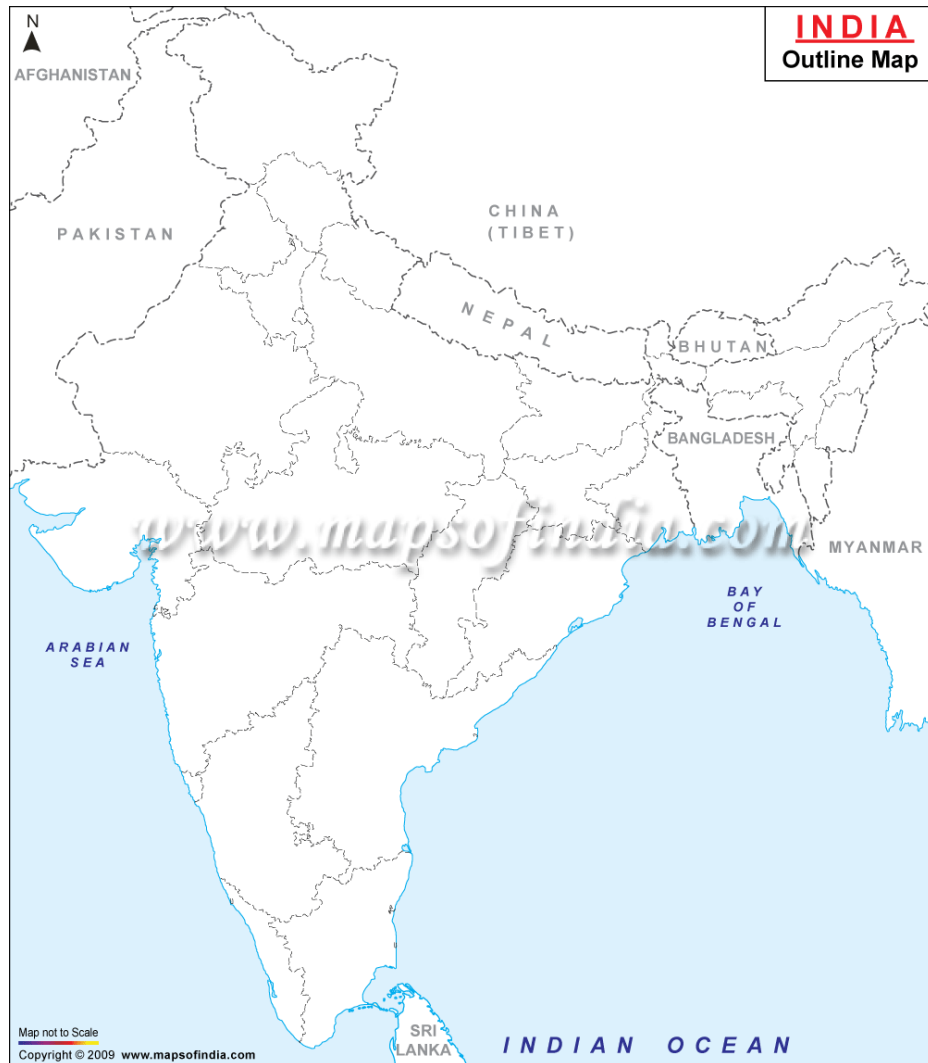 N
INDIA
Outline Map
AFGHANISTAN
PAKISTAN
CHINA
(TIBET)
NEPAL
BHUTAN
BANGLADESH
www.mapsofindia.com
MYANMAR
BAY
OF
BENGAL
ARABIAN
SEA
SRI
LANKA
INDIAN OCEAN
Map not to Scale
Copyright © 2009 www.mapsofindia.com